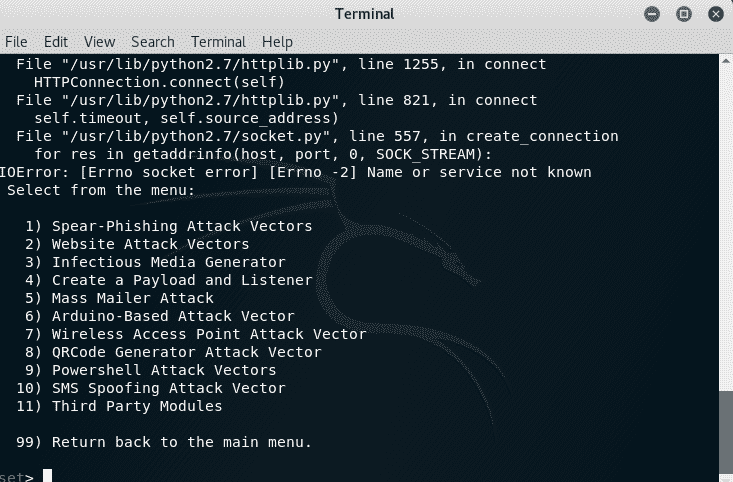 Terminal
File Edit View Search Terminal Help
File "/usr/lib/python2.7/httplib.py", line 1255, in connect
HTTPConnection.connect(self)
File "/usr/lib/python2.7/httplib.py", line 821, in connect
self.timeout, self.source_address)
File "/usr/lib/python2.7/socket.py", line 557, in create_connection
for res in getaddrinfo(host, port, 0, SOCK_STREAM):
IOError: [Errno socket error] [Errno -2] Name or service not known
Select from the menu:
1) Spear-Phishing Attack Vectors
2) Website Attack Vectors
3) Infectious Media Generator
4) Create a Payload and Listener
5) Mass Mailer Attack
6) Arduino-Based Attack Vector
7) Wireless Access Point Attack Vector
8) QRCode Generator Attack Vector
9) Powershell Attack Vectors
10) SMS Spoofing Attack Vector
11) Third Party Modules
99) Return back to the main menu.
set>